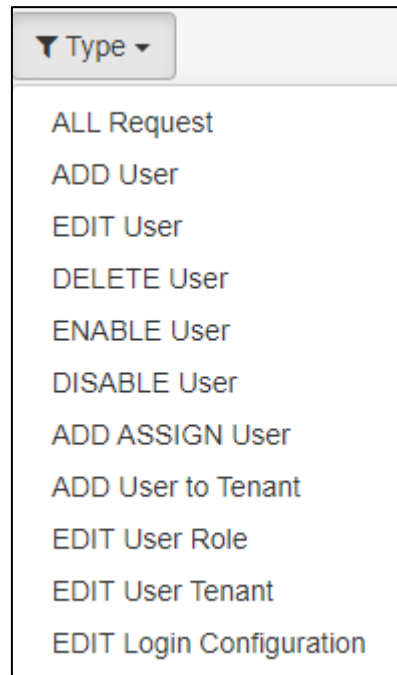 Type
ALL Request
ADD User
EDIT User
DELETE User
ENABLE User
DISABLE User
ADD ASSIGN User
ADD User to Tenant
EDIT User Role
EDIT User Tenant
EDIT Login Configuration